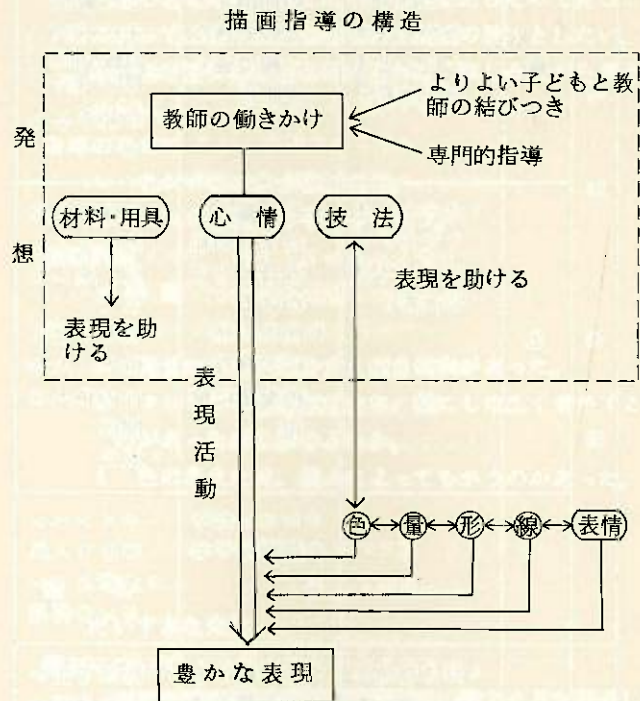 描画指導の構造
発想
教師の働きかけ
よりよい子どもと教
師の結びつき
専門的指導
材料・用具
心情
技法
表現を助
ける
表現を助ける
表現活動
色
量
形
線
表情
豊かな表現